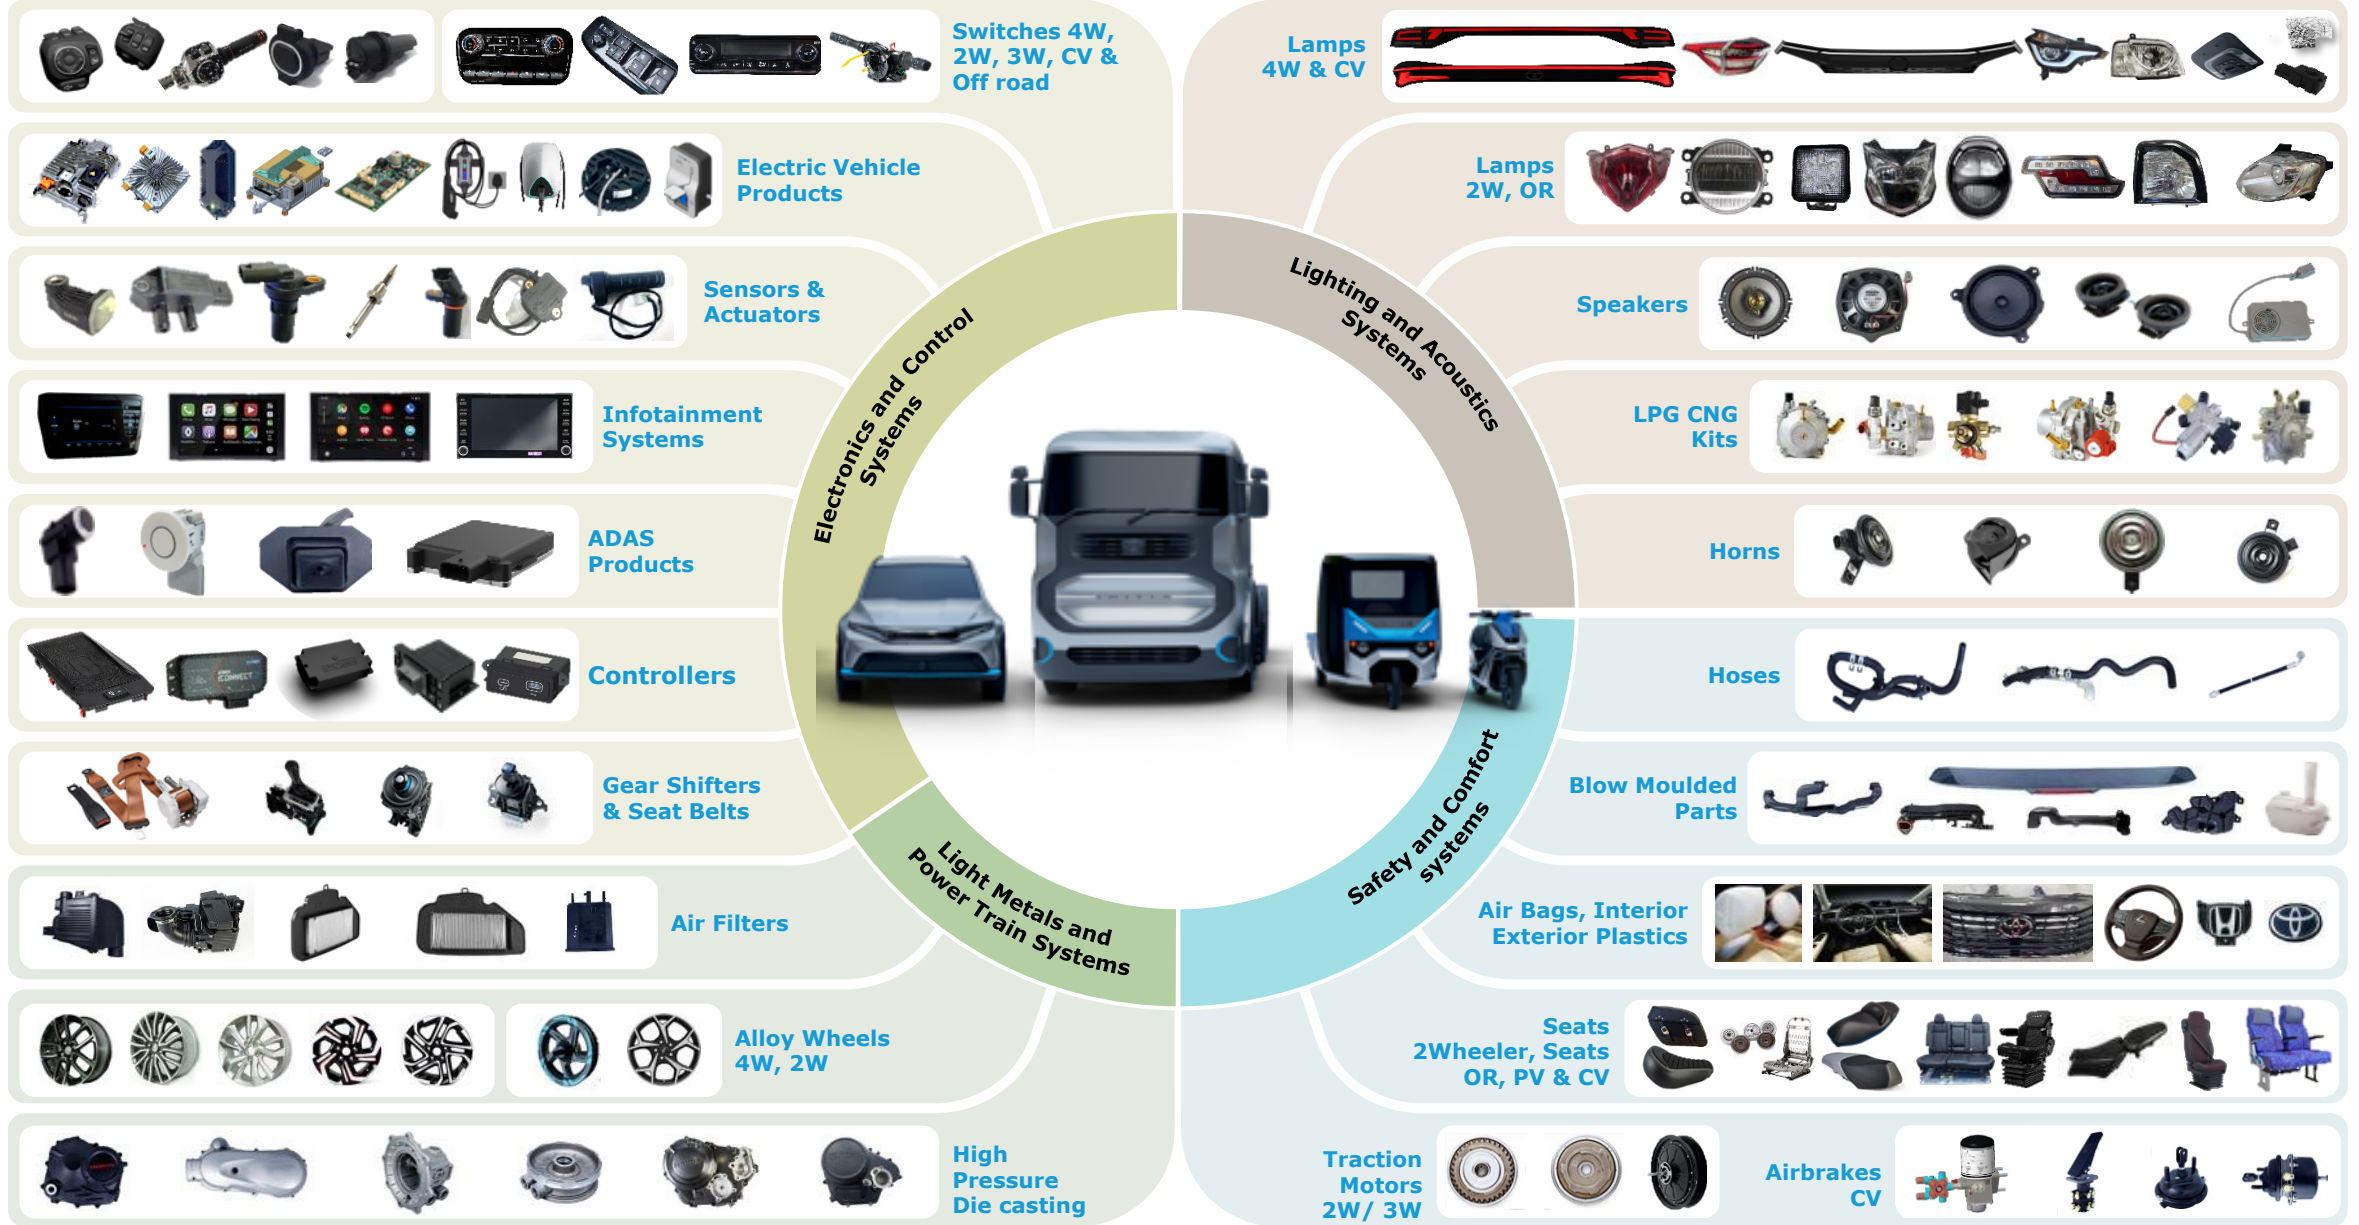 Switches 4W,
2W, 3W, CV &
Off road
Electric Vehicle
Products
Sensors &
Actuators
Infotainment
Systems
ADAS
Products
Controllers
Gear Shifters
& Seat Belts
Air Filters
Alloy Wheels
4W, 2W
High
Pressure
Die casting
Electronics and Control
Systems
Light Metals and
Power Train Systems
Lighting and Acoustics
Systems
Safety and Comfort
systems
Lamps
4W & CV
Lamps
2W, OR
Speakers
LPG CNG
Kits
Horns
Hoses
Blow Moulded
Parts
Air Bags, Interior
Exterior Plastics
Seats
2Wheeler, Seats
OR, PV & CV
Traction
Motors
2W/ 3W
Airbrakes
CV